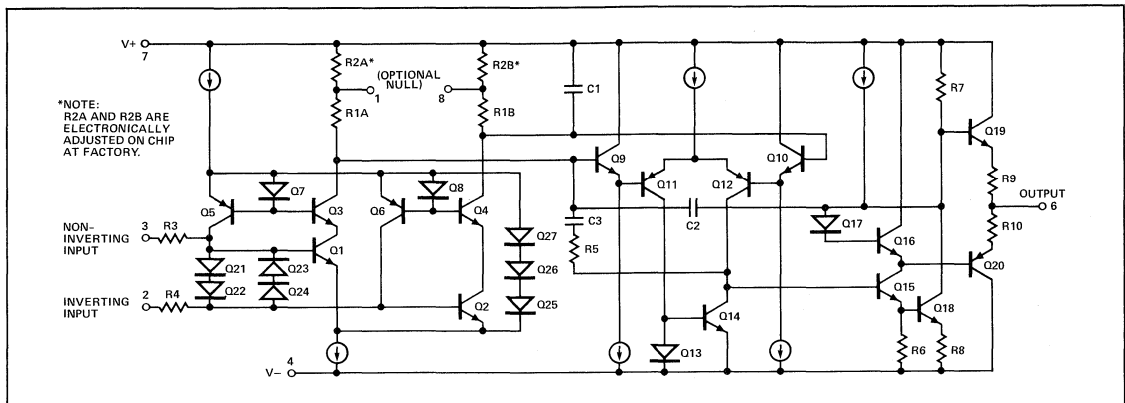 V+
7
R2A*
R2B*
(OPTIONAL
NULL)
1
8
C1
R7
*NOTE:
R2A AND R2B ARE
ELECTRONICALLY
ADJUSTED ON CHIP
AT FACTORY.
R1A
R1B
Q19
Q9
Q10
Q7
Q8
Q11
Q12
R9
Q5
Q3
Q6
Q4
OUTPUT
6
NON-
INVERTING
INPUT
3
R3
C3
C2
Q17
R10
Q1
Q27
R5
Q16
Q21
Q23
Q20
Q26
Q22
Q24
Q15
INVERTING
INPUT
2
R4
Q2
Q25
Q14
Q18
V−
4
Q13
R6
R8